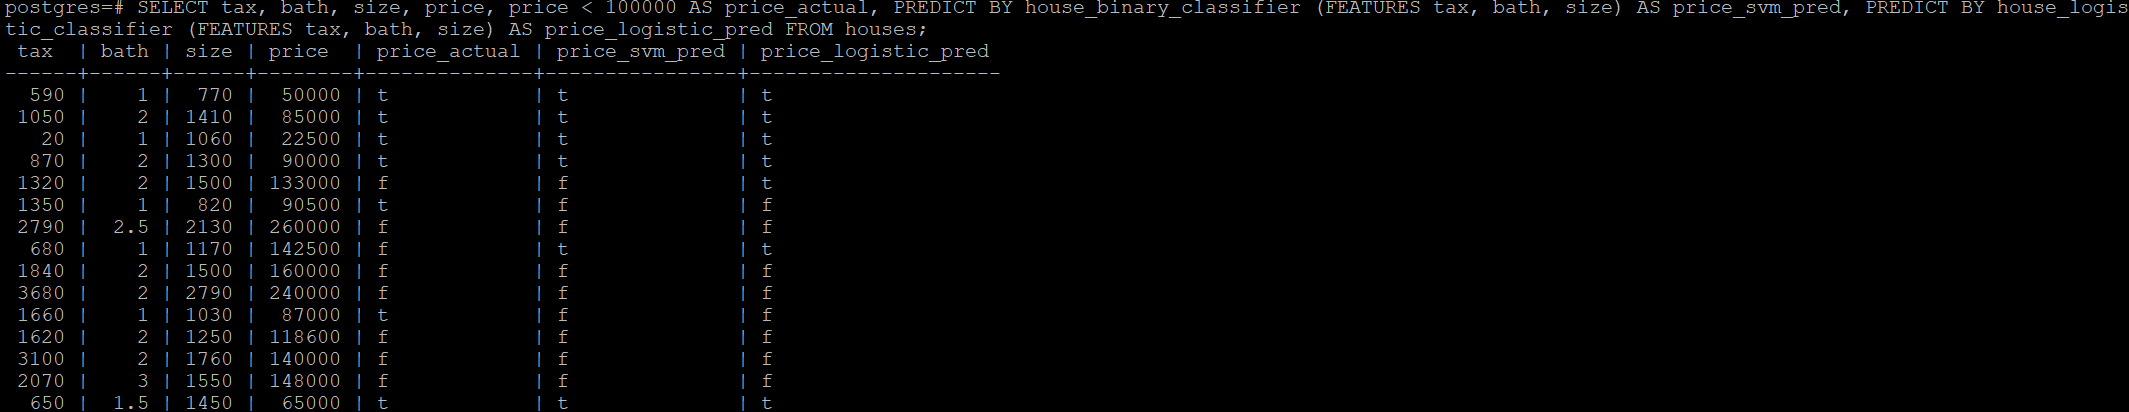 postgres=# SELECT tax, bath, size, price, price < 100000 AS price_actual, PREDICT BY house_binary_classifier (FEATURES tax, bath, size) AS price_svm_pred, PREDICT BY house_logis
tic_classifier (FEATURES tax, bath, size) AS price_logistic_pred FROM houses;
 tax  | bath | size | price  | price_actual | price_svm_pred | price_logistic_pred
------+------+------+--------+--------------+----------------+---------------------
  590 |    1 |  770 |  50000 | t            | t              | t
 1050 |    2 | 1410 |  85000 | t            | t              | t
   20 |    1 | 1060 |  22500 | t            | t              | t
  870 |    2 | 1300 |  90000 | t            | t              | t
 1320 |    2 | 1500 | 133000 | f            | f              | t
 1350 |    1 |  820 |  90500 | t            | f              | f
 2790 |  2.5 | 2130 | 260000 | f            | f              | f
  680 |    1 | 1170 | 142500 | f            | t              | t
 1840 |    2 | 1500 | 160000 | f            | f              | f
 3680 |    2 | 2790 | 240000 | f            | f              | f
 1660 |    1 | 1030 |  87000 | t            | f              | f
 1620 |    2 | 1250 | 118600 | f            | f              | f
 3100 |    2 | 1760 | 140000 | f            | f              | f
 2070 |    3 | 1550 | 148000 | f            | f              | f
  650 |  1.5 | 1450 |  65000 | t            | t              | t